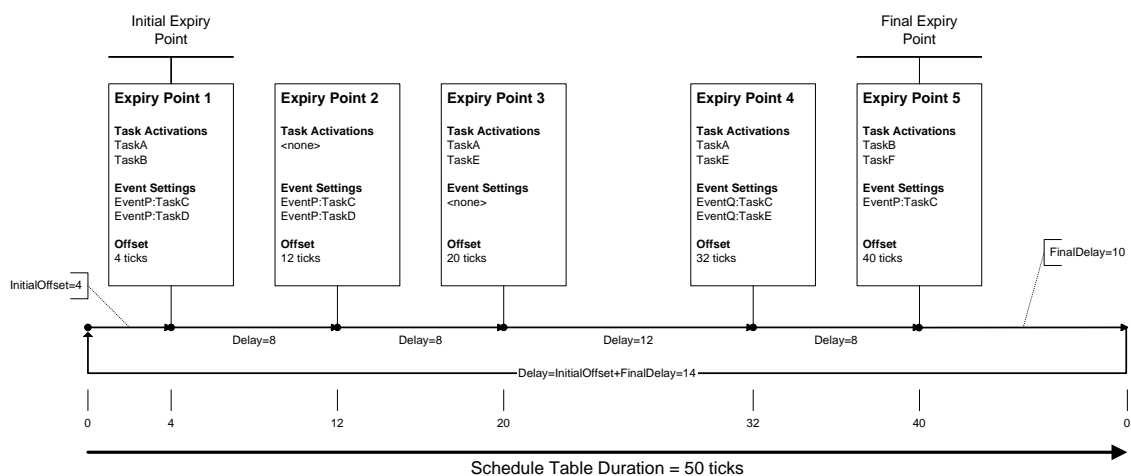 Initial Expiry
Point
Final Expiry
Point
Expiry Point 1
Task Activations
TaskA
TaskB
Event Settings
EventP:TaskC
EventP:TaskD
Offset
4 ticks
Expiry Point 2
Task Activations
<none>
Event Settings
EventP:TaskC
EventP:TaskD
Offset
12 ticks
Expiry Point 3
Task Activations
TaskA
TaskE
Event Settings
<none>
Offset
20 ticks
Expiry Point 4
Task Activations
TaskA
TaskE
Event Settings
EventQ:TaskC
EventQ:TaskE
Offset
32 ticks
Expiry Point 5
Task Activations
TaskB
TaskF
Event Settings
EventP:TaskC
Offset
40 ticks
InitialOffset=4
FinalDelay=10
Delay=8
Delay=8
Delay=12
Delay=8
Delay=InitialOffset+FinalDelay=14
0 4 12 20 32 40 0
Schedule Table Duration = 50 ticks